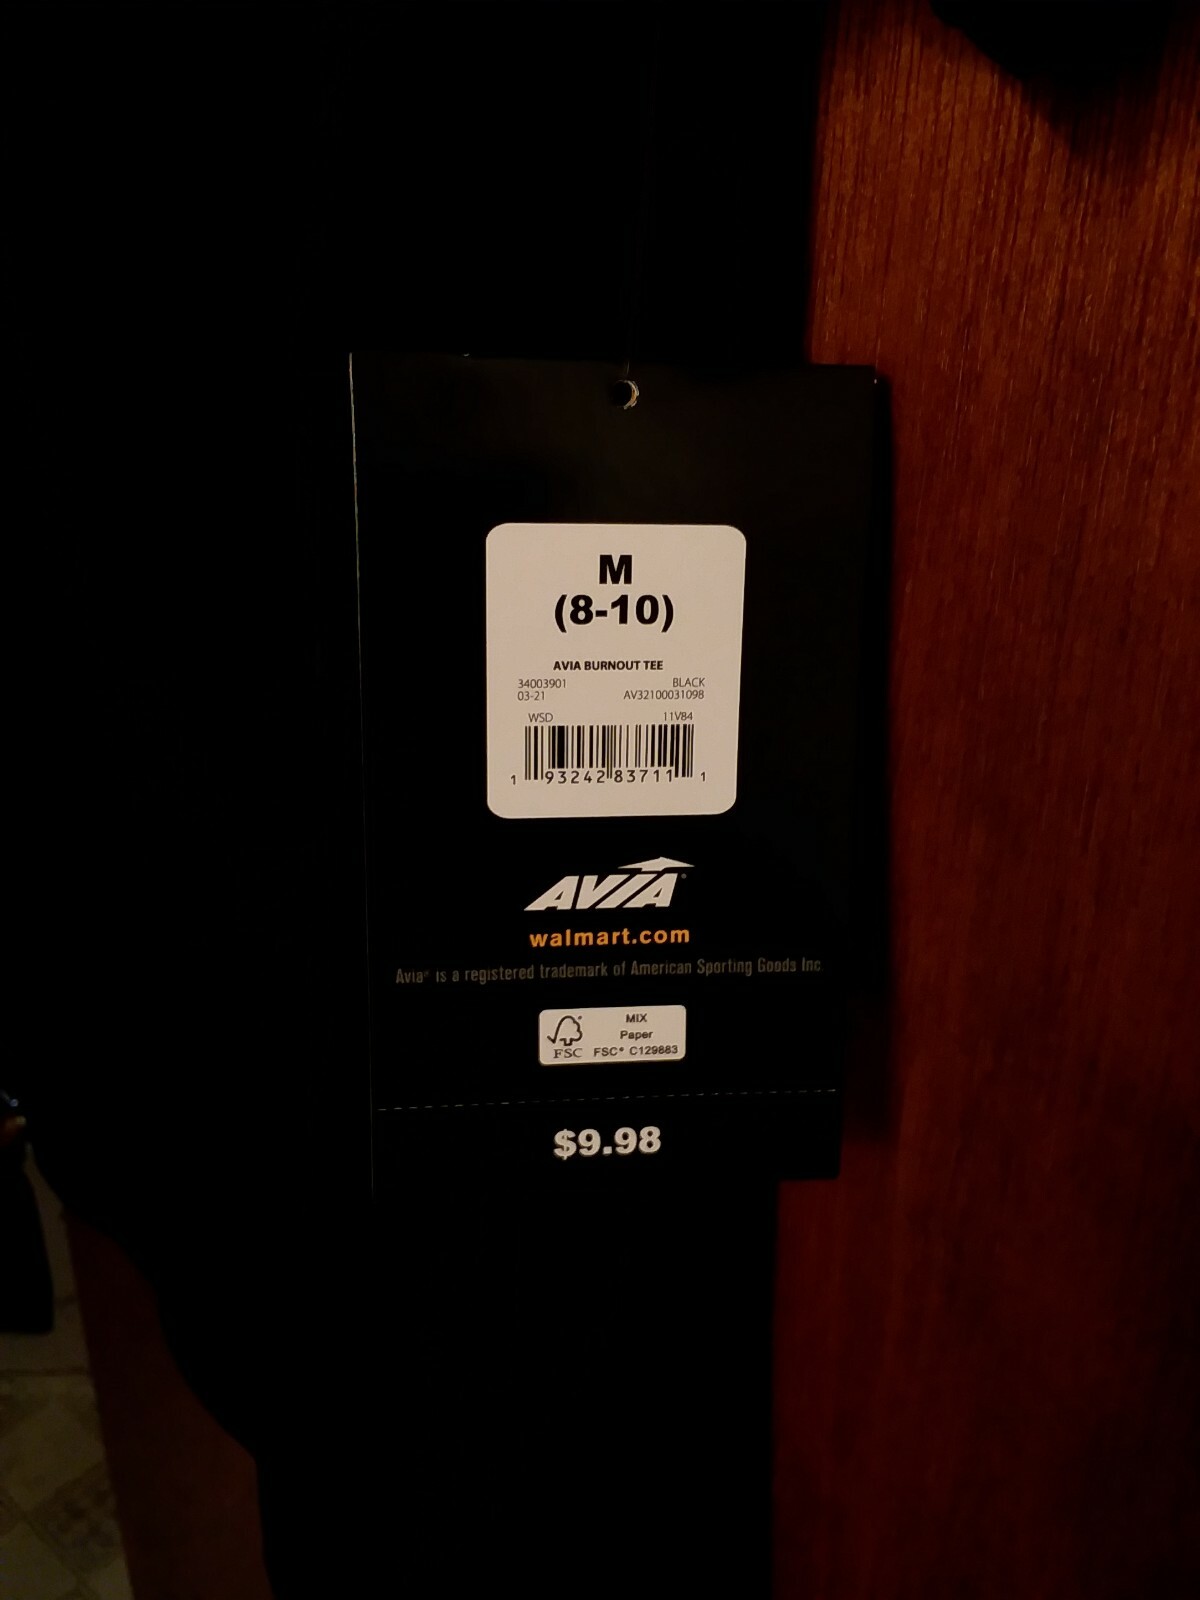 M
(8-10)
AVIA BURNOUT TEE
34003901 BLACK
03-21 AV32100031098
WSD 11V84
1 93242 83711 1
AVIA
walmart.com
Avia® is a registered trademark of American Sporting Goods Inc
MIX
Paper
FSC FSC® C129883
$9.98